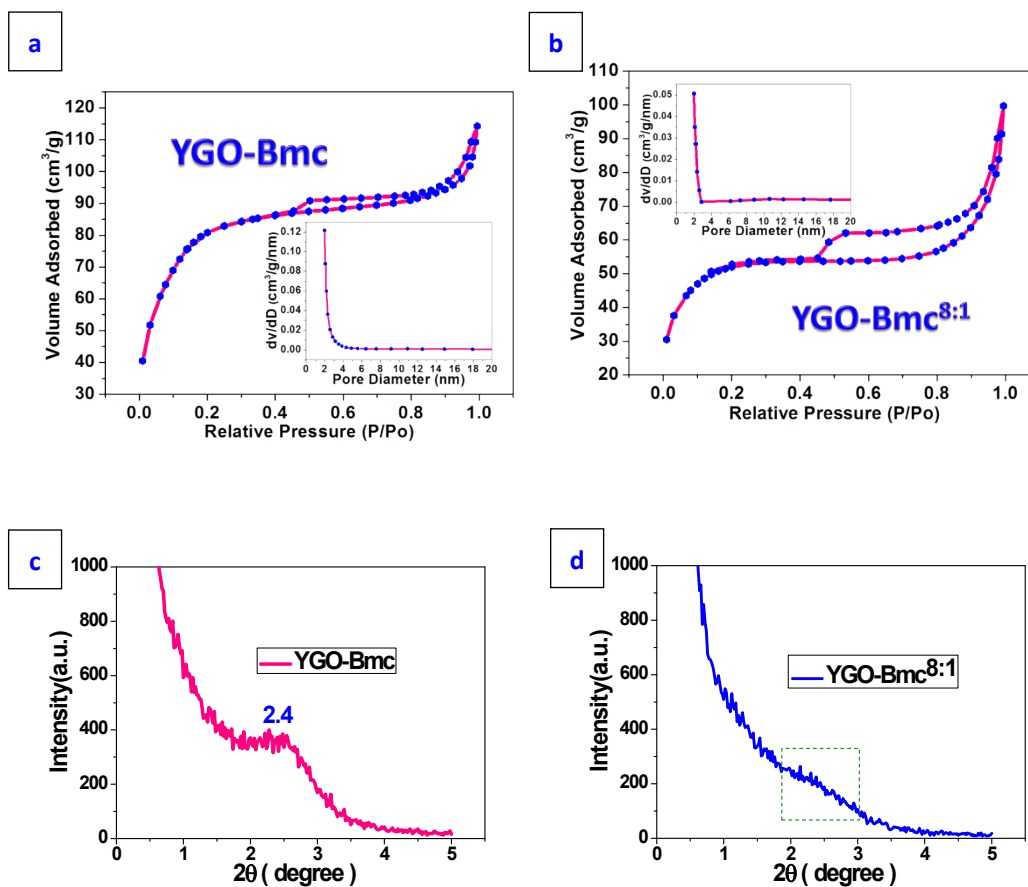 a
Volume Adsorbed (cm³/g)
120
110
100
90
80
70
60
50
40
30
YGO-Bmc
dv/dD (cm³/g/nm)
0.12
0.10
0.08
0.06
0.04
0.02
0.00
0 2 4 6 8 10 12 14 16 18 20
Pore Diameter (nm)
0.0 0.2 0.4 0.6 0.8 1.0
Relative Pressure (P/Po)
b
Volume Adsorbed (cm³/g)
110
100
90
80
70
60
50
40
30
20
dv/dD (cm³/g/nm)
0.05
0.04
0.03
0.02
0.01
0.00
0 2 4 6 8 10 12 14 16 18 20
Pore Diameter (nm)
YGO-Bmc8:1
0.0 0.2 0.4 0.6 0.8 1.0
Relative Pressure (P/Po)
c
Intensity(a.u.)
1000
800
600
400
200
0
YGO-Bmc
2.4
0 1 2 3 4 5
2θ ( degree )
d
Intensity(a.u.)
1000
800
600
400
200
0
YGO-Bmc8:1
0 1 2 3 4 5
2θ ( degree )